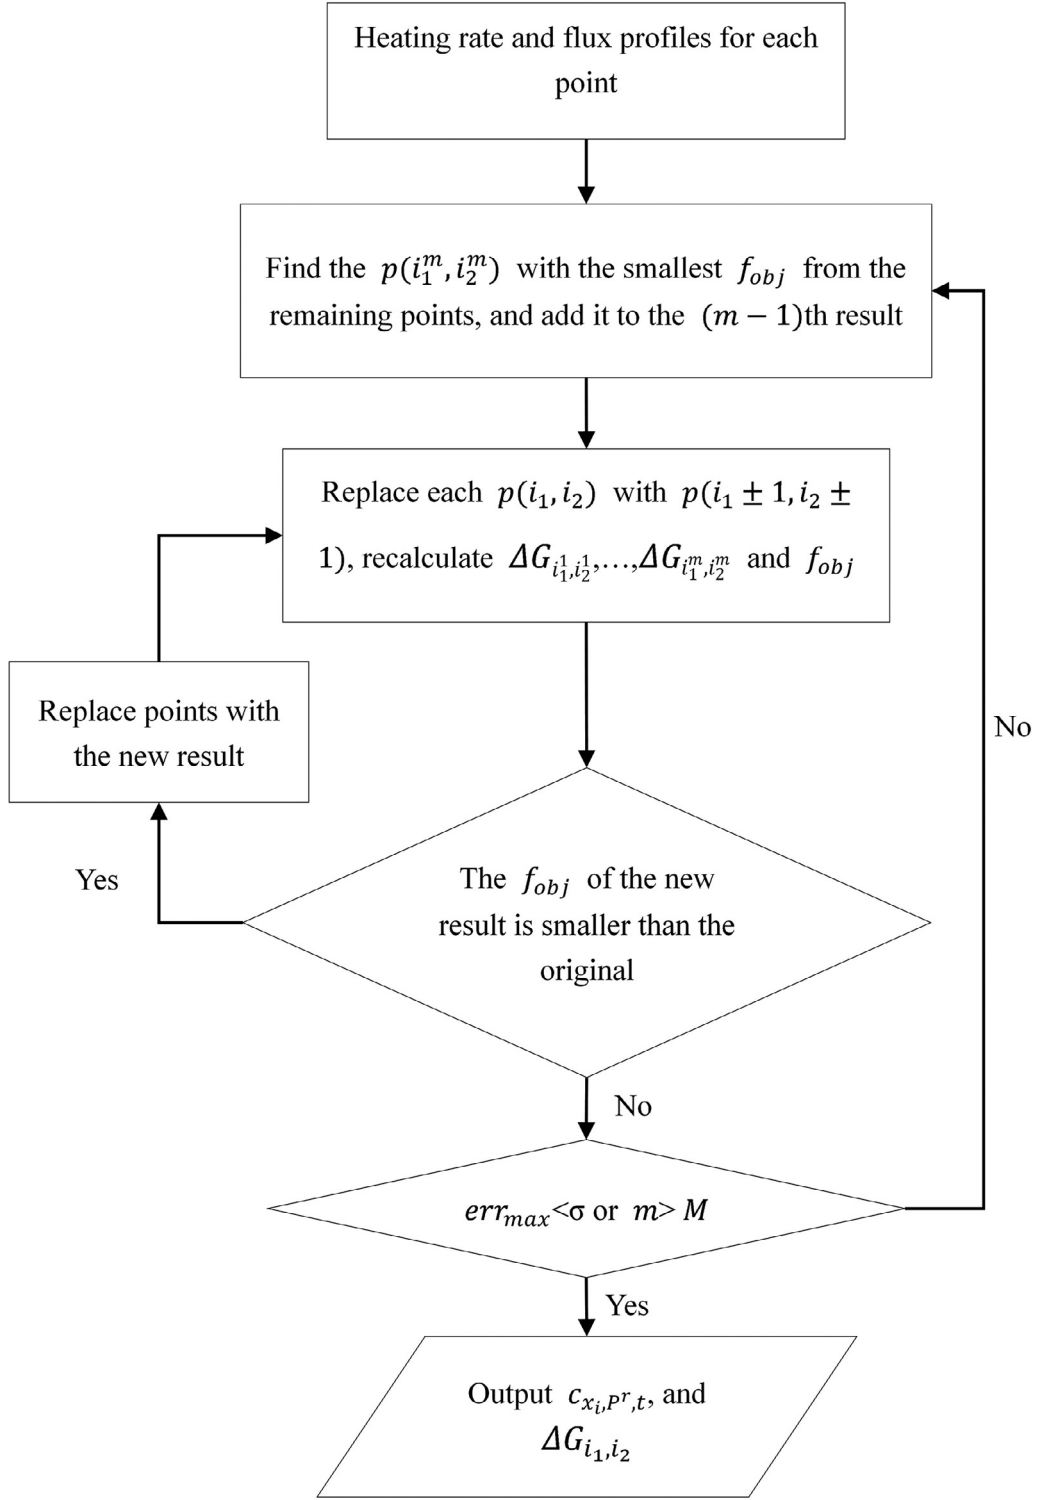 Heating rate and flux profiles for each
point
Find the p(i₁ᵐ, i₂ᵐ) with the smallest f_obj from the
remaining points, and add it to the (m − 1)th result
Replace each p(i₁, i₂) with p(i₁ ± 1, i₂ ±
1), recalculate ΔG_{i₁¹,i₂¹},…,ΔG_{i₁ᵐ,i₂ᵐ} and f_obj
Replace points with
the new result
No
Yes
The f_obj of the new
result is smaller than the
original
No
err_max<σ or m> M
Yes
Output c_{x_i,P^r,t}, and
ΔG_{i₁,i₂}